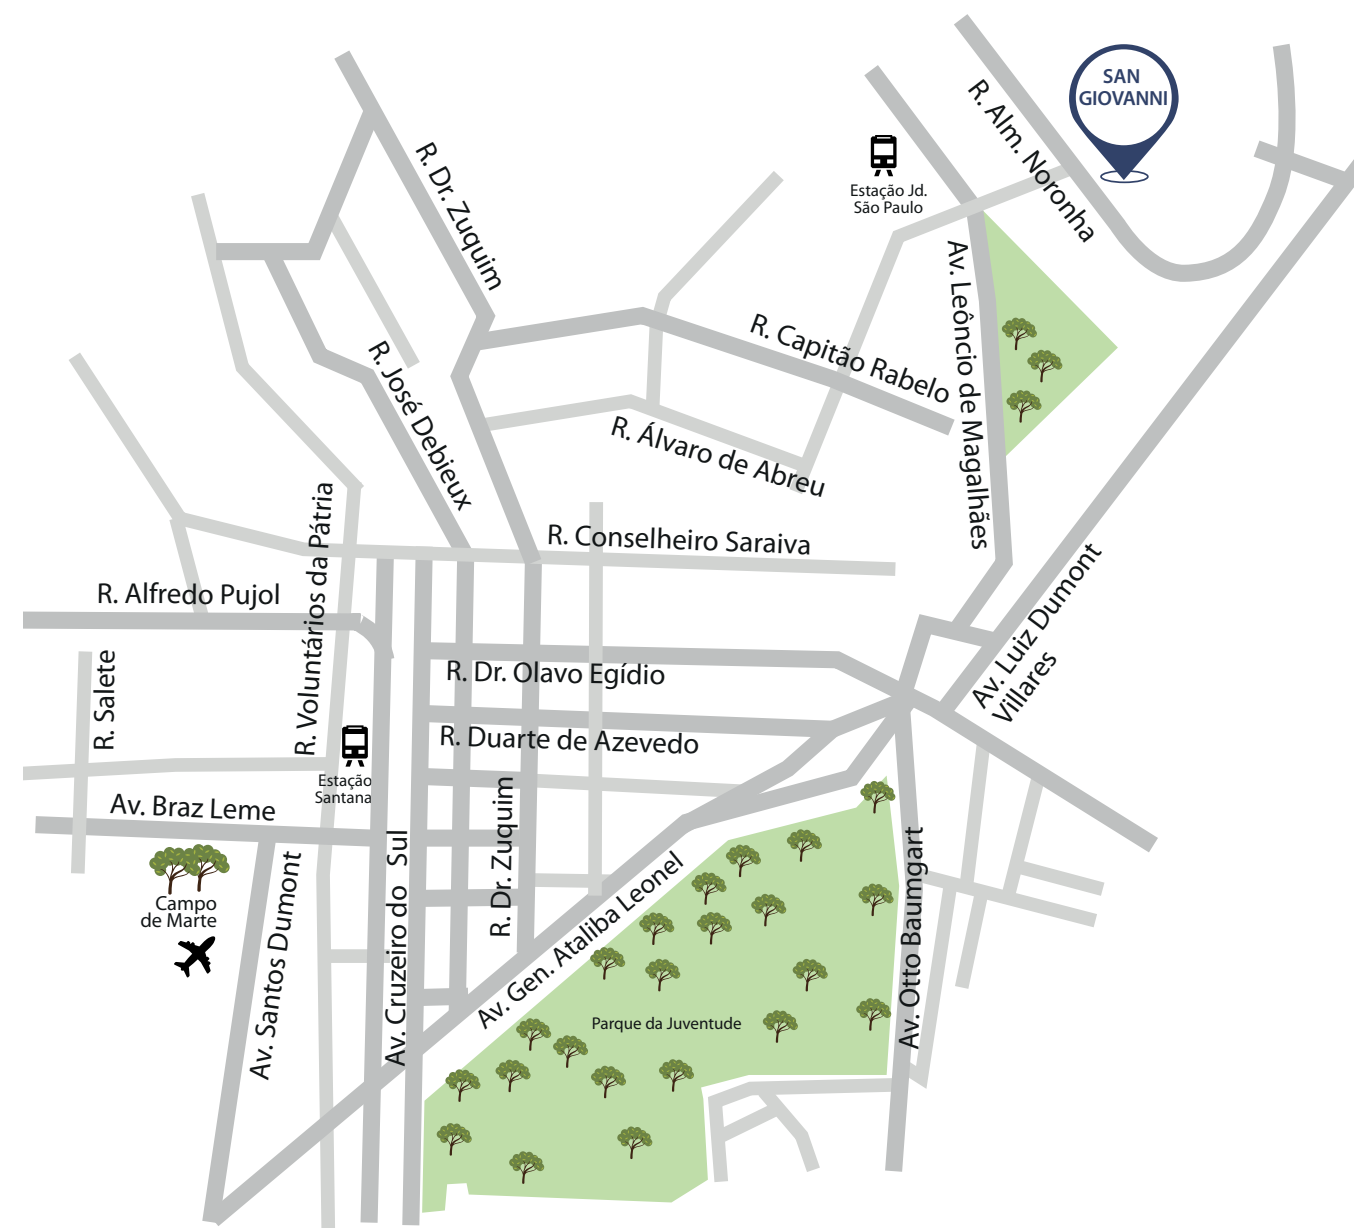 SAN
GIOVANNI
R. Alm. Noronha
R. Dr. Zuquim
Estação Jd.
São Paulo
Av. Leôncio de Magalhães
R. Capitão Rabelo
R. José Debieux
R. Álvaro de Abreu
R. Conselheiro Saraiva
R. Voluntários da Pátria
R. Alfredo Pujol
Av. Luiz Dumont
Villares
R. Salete
R. Dr. Olavo Egídio
R. Duarte de Azevedo
Estação
Santana
Av. Braz Leme
R. Dr. Zuquim
Av. Cruzeiro do Sul
Av. Gen. Ataliba Leonel
Av. Otto Baumgart
Campo
de Marte
Av. Santos Dumont
Parque da Juventude